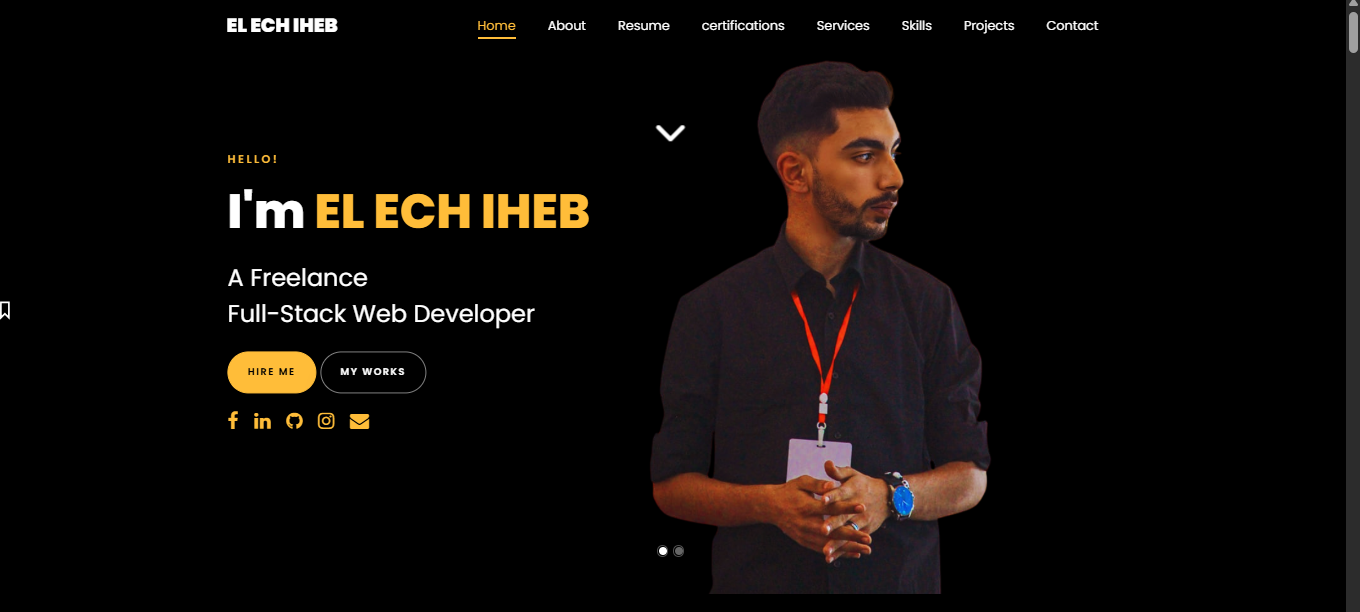 EL ECH IHEB
Home About Resume certifications Services Skills Projects Contact
HELLO!
I'm EL ECH IHEB
A Freelance
Full-Stack Web Developer
HIRE ME MY WORKS